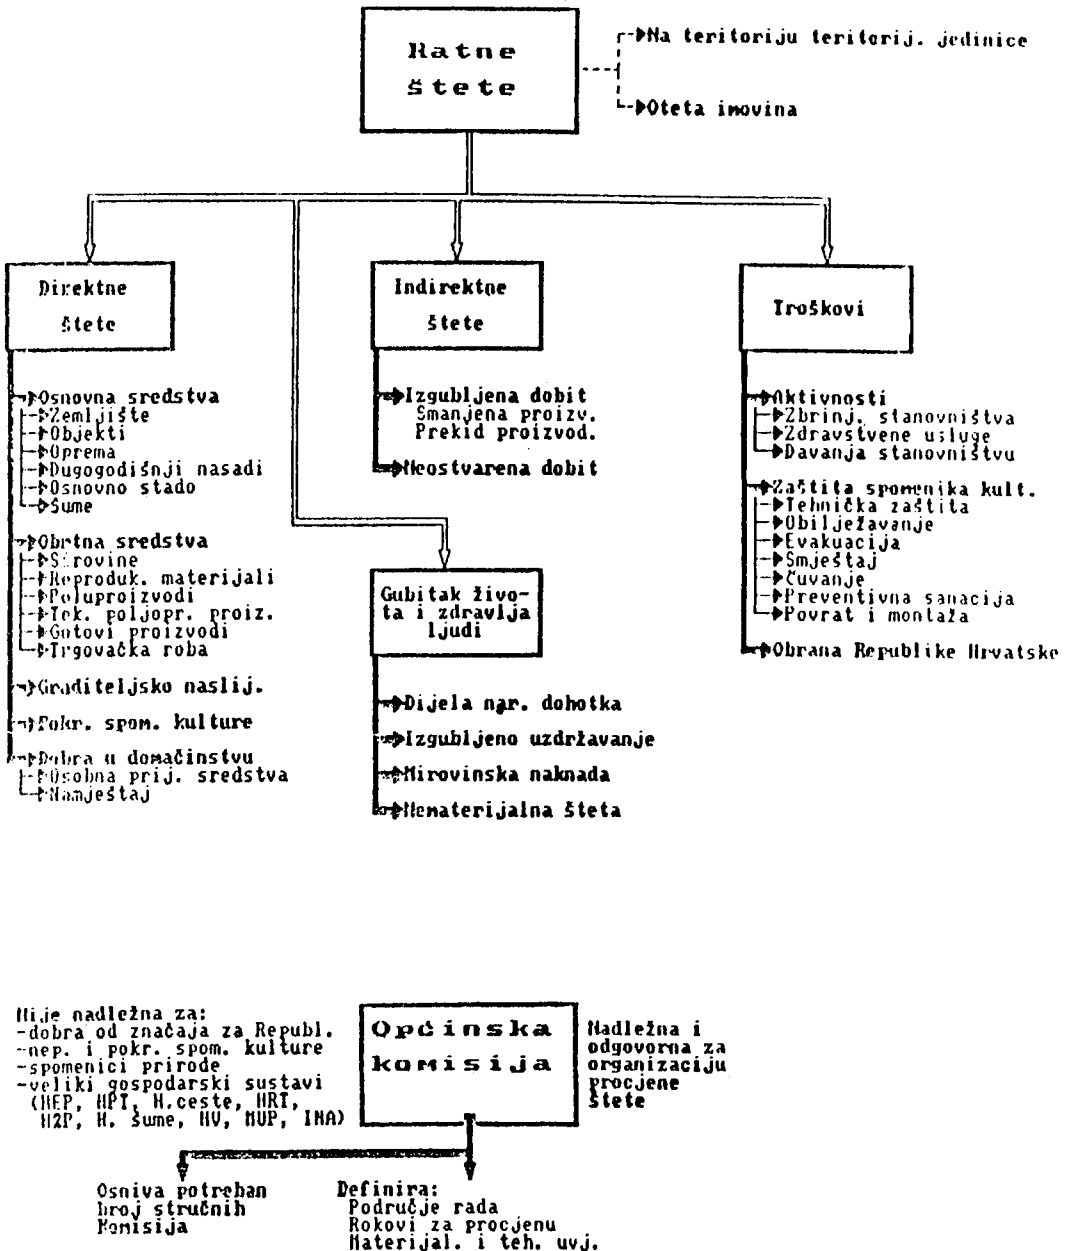 Ratne
štete
Na teritoriju teritorij. jedinice
Oteta imovina
Direktne
štete
Osnovna sredstva
Zemljište
Objekti
Oprema
Dugogodišnji nasadi
Osnovno stado
Šume
Obrtna sredstva
Sirovine
Reproduk. materijali
Poluproizvodi
Tek. poljopr. proiz.
Gotovi proizvodi
Trgovačka roba
Graditeljsko naslij.
Pokr. spom. kulture
Dobra u domaćinstvu
Osobna prij. sredstva
Namještaj
Indirektne
štete
Izgubljena dobit
Smanjena proizv.
Prekid proizvod.
Neostvarena dobit
Gubitak živo-
ta i zdravlja
ljudi
Dijela nar. dohotka
Izgubljeno uzdržavanje
Mirovinska naknada
Nematerijalna šteta
Troškovi
Aktivnosti
Zbrinj. stanovništva
Zdravstvene usluge
Davanja stanovništvu
Zaštita spomenika kult.
Tehnička zaštita
Obilježavanje
Evakuacija
Smještaj
Čuvanje
Preventivna sanacija
Povrat i montaža
Obrana Republike Hrvatske
Nije nadležna za:
-dobra od značaja za Republ.
-nep. i pokr. spom. kulture
-spomenici prirode
-veliki gospodarski sustavi
(HEP, HPT, H.ceste, HRT,
HŽP, H. šume, HV, MUP, INA)
Općinska
komisija
Nadležna i
odgovorna za
organizaciju
procjene
štete
Osniva potreban
broj stručnih
Komisija
Definira:
Područje rada
Rokovi za procjenu
Materijal. i teh. uvj.